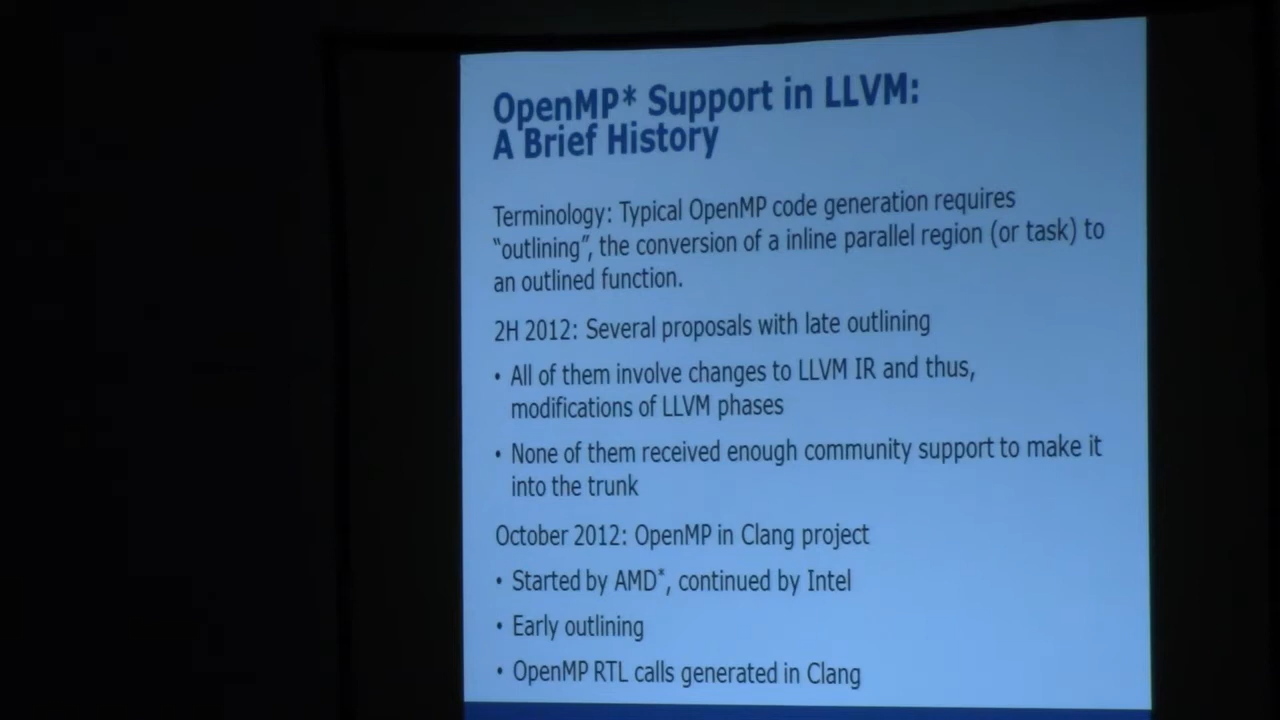 OpenMP* Support in LLVM:
A Brief History
Terminology: Typical OpenMP code generation requires
“outlining”, the conversion of a inline parallel region (or task) to
an outlined function.
2H 2012: Several proposals with late outlining
• All of them involve changes to LLVM IR and thus,
modifications of LLVM phases
• None of them received enough community support to make it
into the trunk
October 2012: OpenMP in Clang project
• Started by AMD*, continued by Intel
• Early outlining
• OpenMP RTL calls generated in Clang